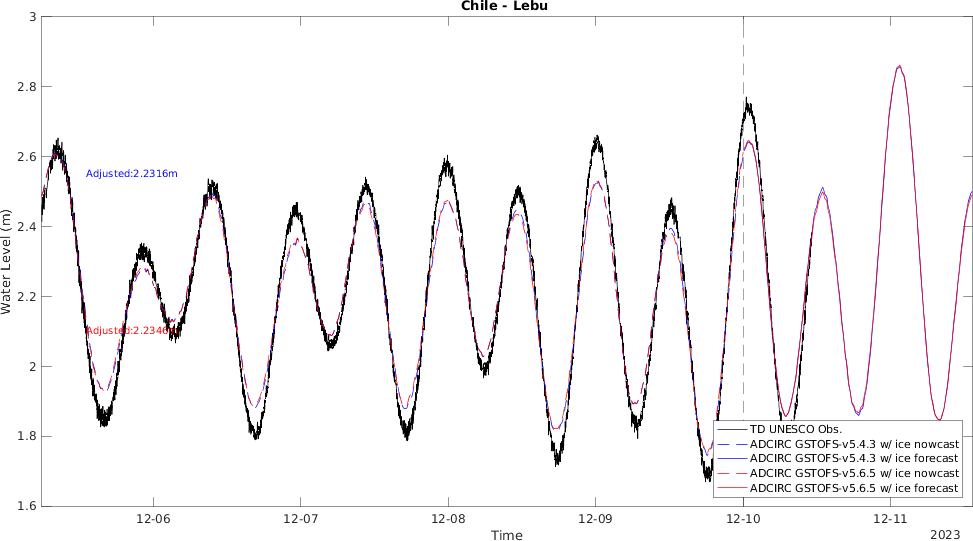 Chile - Lebu
3
2.8
2.6
2.4
2.2
2
1.8
1.6
Water Level (m)
Adjusted:2.2316m
Adjusted:2.2346m
TD UNESCO Obs.
ADCIRC GSTOFS-v5.4.3 w/ ice nowcast
ADCIRC GSTOFS-v5.4.3 w/ ice forecast
ADCIRC GSTOFS-v5.6.5 w/ ice nowcast
ADCIRC GSTOFS-v5.6.5 w/ ice forecast
12-06 12-07 12-08 12-09 12-10 12-11
Time
2023